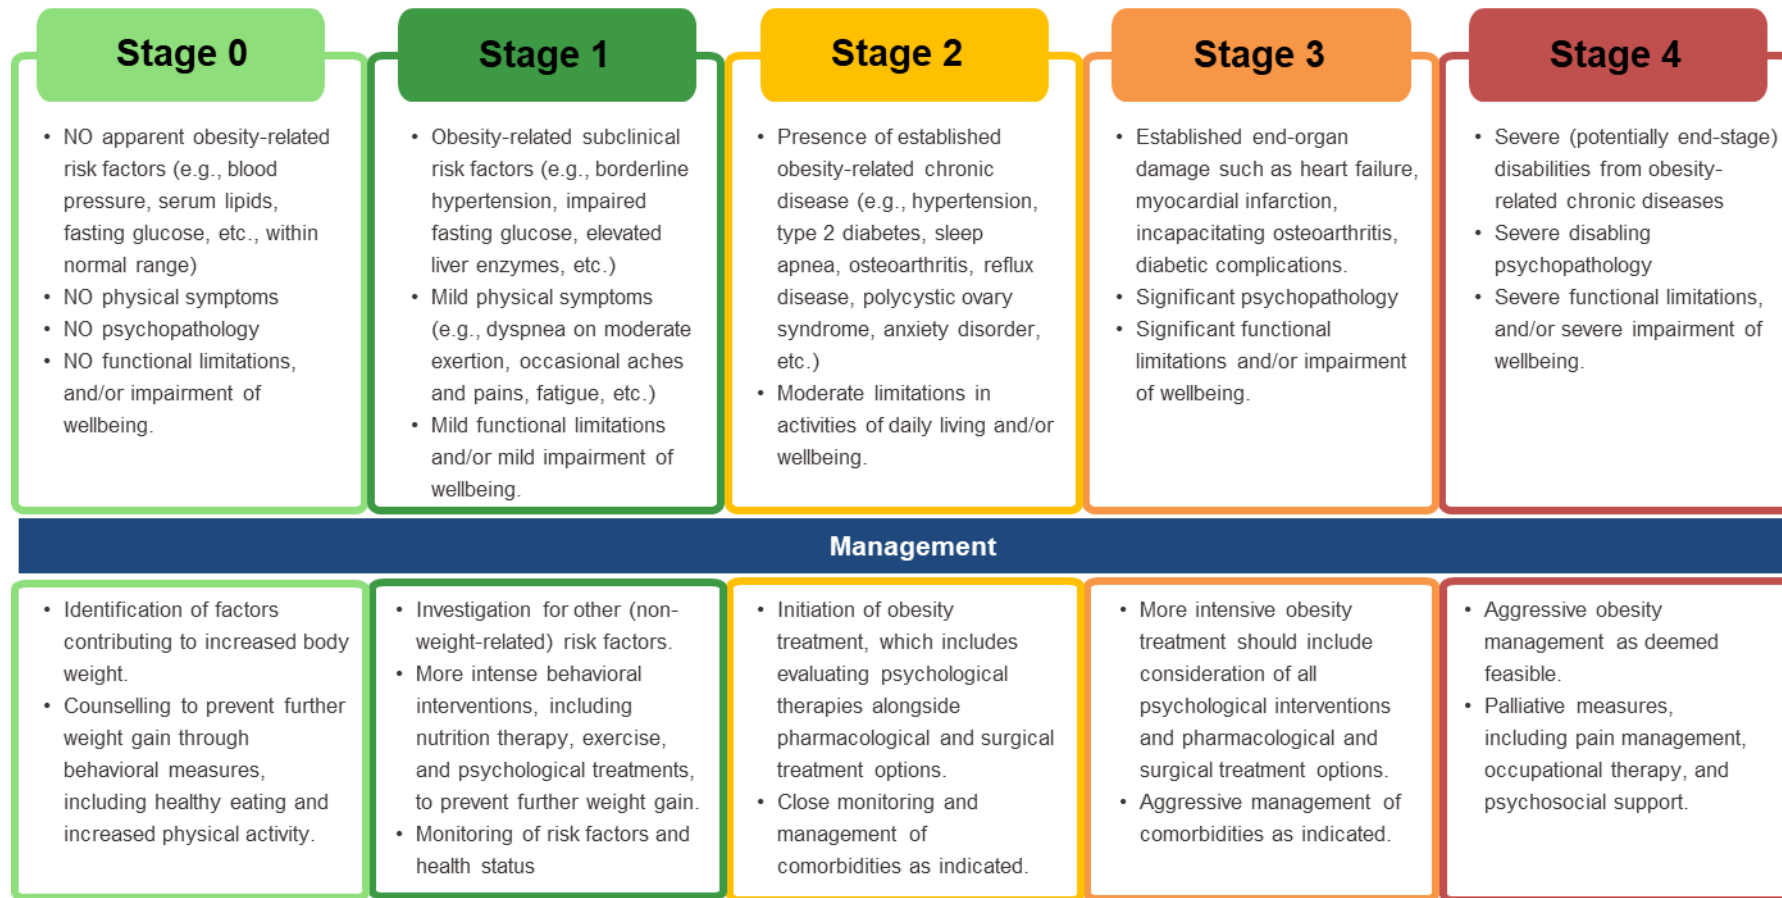 Stage 0
• NO apparent obesity-related
risk factors (e.g., blood
pressure, serum lipids,
fasting glucose, etc., within
normal range)
• NO physical symptoms
• NO psychopathology
• NO functional limitations,
and/or impairment of
wellbeing.
Stage 1
• Obesity-related subclinical
risk factors (e.g., borderline
hypertension, impaired
fasting glucose, elevated
liver enzymes, etc.)
• Mild physical symptoms
(e.g., dyspnea on moderate
exertion, occasional aches
and pains, fatigue, etc.)
• Mild functional limitations
and/or mild impairment of
wellbeing.
Stage 2
• Presence of established
obesity-related chronic
disease (e.g., hypertension,
type 2 diabetes, sleep
apnea, osteoarthritis, reflux
disease, polycystic ovary
syndrome, anxiety disorder,
etc.)
• Moderate limitations in
activities of daily living and/or
wellbeing.
Stage 3
• Established end-organ
damage such as heart failure,
myocardial infarction,
incapacitating osteoarthritis,
diabetic complications.
• Significant psychopathology
• Significant functional
limitations and/or impairment
of wellbeing.
Stage 4
• Severe (potentially end-stage)
disabilities from obesity-
related chronic diseases
• Severe disabling
psychopathology
• Severe functional limitations,
and/or severe impairment of
wellbeing.
Management
• Identification of factors
contributing to increased body
weight.
• Counselling to prevent further
weight gain through
behavioral measures,
including healthy eating and
increased physical activity.
• Investigation for other (non-
weight-related) risk factors.
• More intense behavioral
interventions, including
nutrition therapy, exercise,
and psychological treatments,
to prevent further weight gain.
• Monitoring of risk factors and
health status
• Initiation of obesity
treatment, which includes
evaluating psychological
therapies alongside
pharmacological and surgical
treatment options.
• Close monitoring and
management of
comorbidities as indicated.
• More intensive obesity
treatment should include
consideration of all
psychological interventions
and pharmacological and
surgical treatment options.
• Aggressive management of
comorbidities as indicated.
• Aggressive obesity
management as deemed
feasible.
• Palliative measures,
including pain management,
occupational therapy, and
psychosocial support.